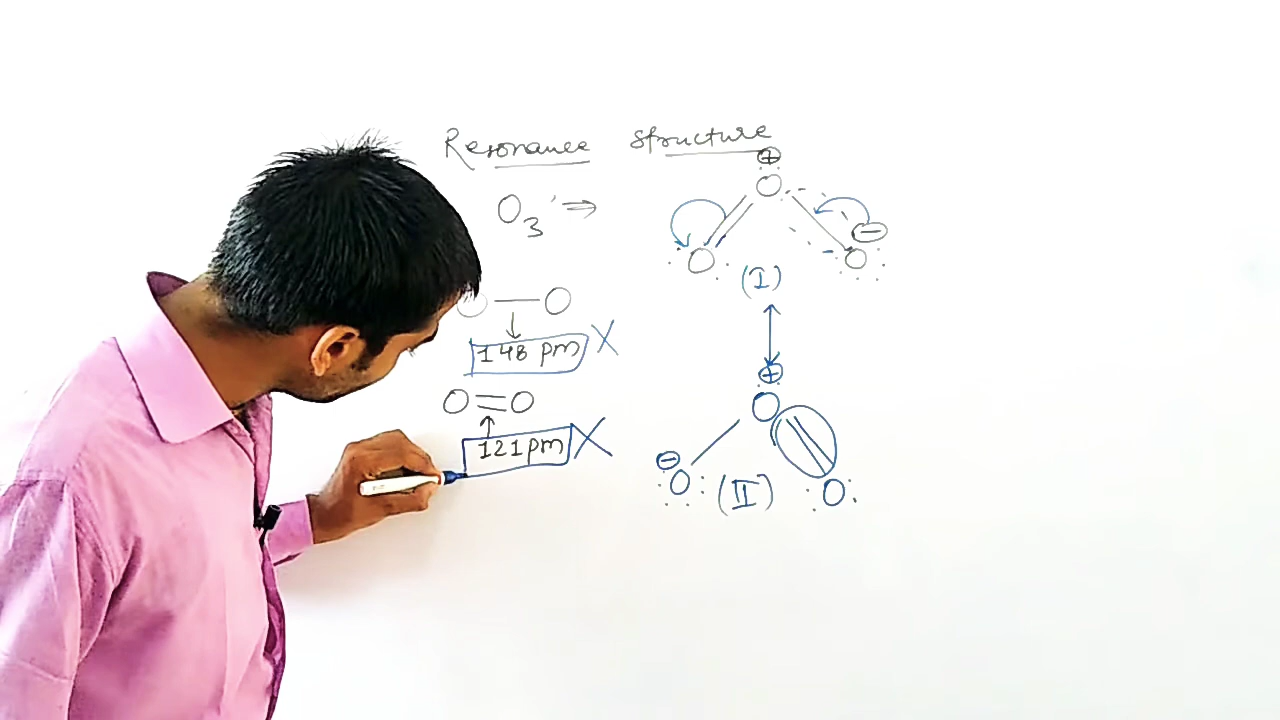 Resonance structure
O3 ⇒
⊕
O
O O ⊖
(I)
O — O
148 pm X
O = O
121 pm X
⊕
O
⊖
O (II) O